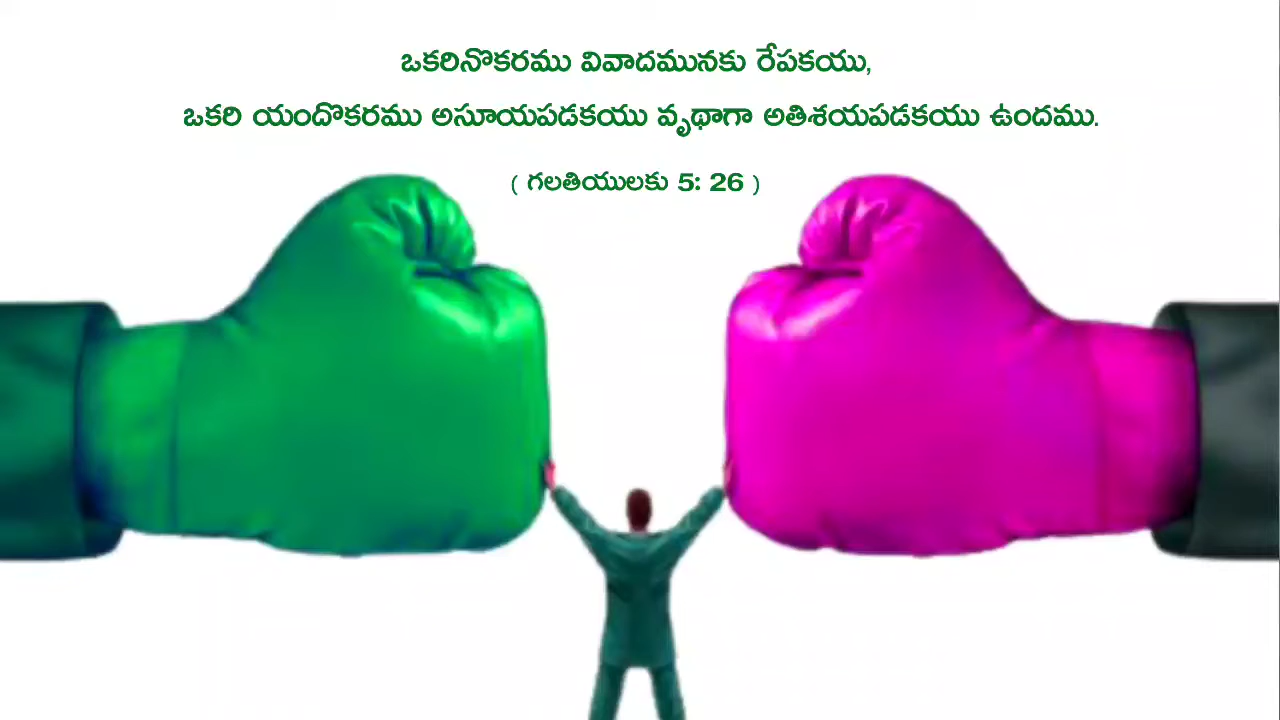 ఒకరినొకరము వివాదమునకు రేపకయు,
ఒకరి యందొకరము అసూయపడకయు వృథాగా అతిశయపడకయు ఉందము.
( గలతియులకు 5: 26 )